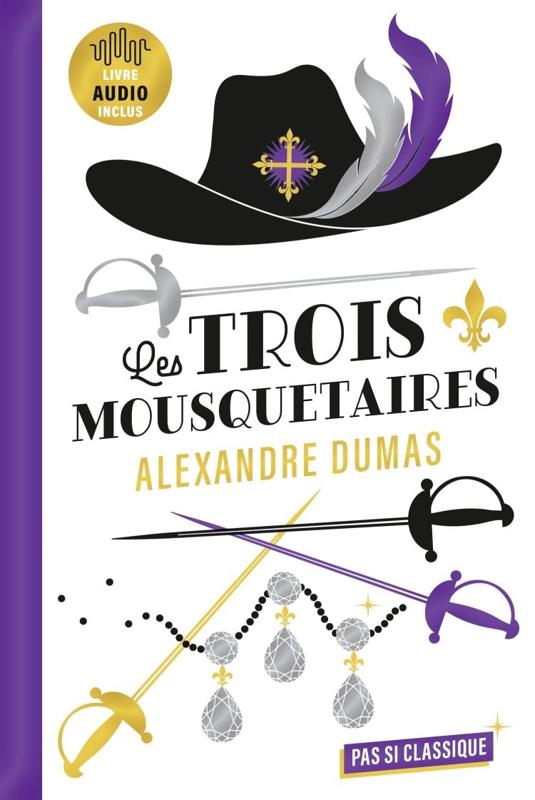 LIVRE
AUDIO
INCLUS
Les TROIS
MOUSQUETAIRES
ALEXANDRE DUMAS
PAS SI CLASSIQUE